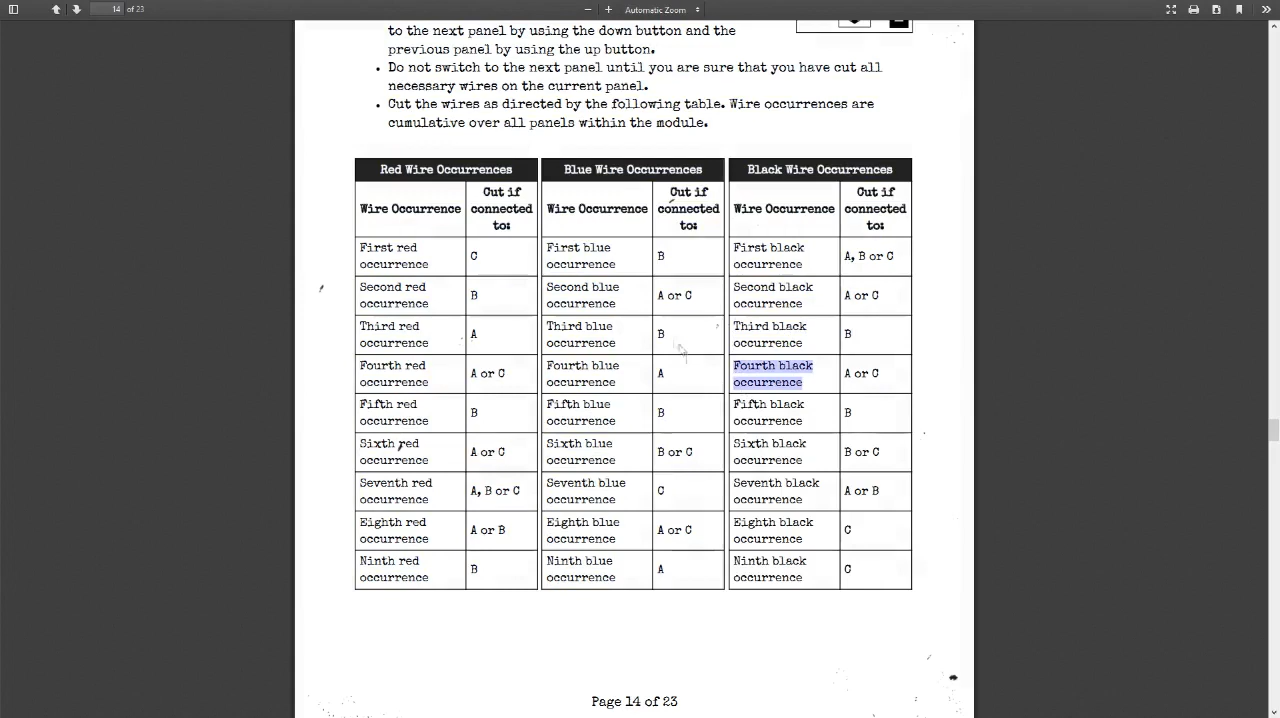 14 of 23
Automatic Zoom
to the next panel by using the down button and the
previous panel by using the up button.
• Do not switch to the next panel until you are sure that you have cut all
necessary wires on the current panel.
• Cut the wires as directed by the following table. Wire occurrences are
cumulative over all panels within the module.
Red Wire Occurrences
Wire Occurrence
Cut if
connected
to:
First red
occurrence
C
Second red
occurrence
B
Third red
occurrence
A
Fourth red
occurrence
A or C
Fifth red
occurrence
B
Sixth red
occurrence
A or C
Seventh red
occurrence
A, B or C
Eighth red
occurrence
A or B
Ninth red
occurrence
B
Blue Wire Occurrences
Wire Occurrence
Cut if
connected
to:
First blue
occurrence
B
Second blue
occurrence
A or C
Third blue
occurrence
B
Fourth blue
occurrence
A
Fifth blue
occurrence
B
Sixth blue
occurrence
B or C
Seventh blue
occurrence
C
Eighth blue
occurrence
A or C
Ninth blue
occurrence
A
Black Wire Occurrences
Wire Occurrence
Cut if
connected
to:
First black
occurrence
A, B or C
Second black
occurrence
A or C
Third black
occurrence
B
Fourth black
occurrence
A or C
Fifth black
occurrence
B
Sixth black
occurrence
B or C
Seventh black
occurrence
A or B
Eighth black
occurrence
C
Ninth black
occurrence
C
Page 14 of 23